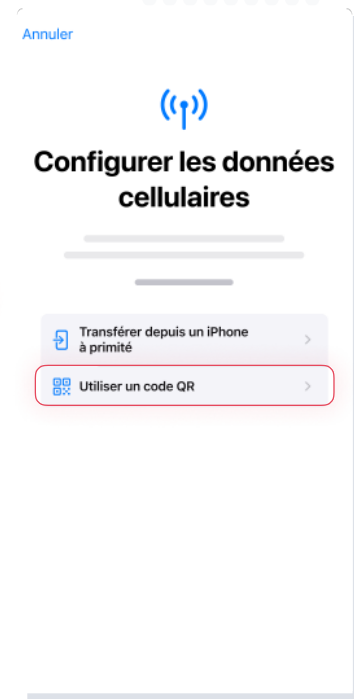 Annuler
Configurer les données
cellulaires
Transférer depuis un iPhone
à primité
Utiliser un code QR